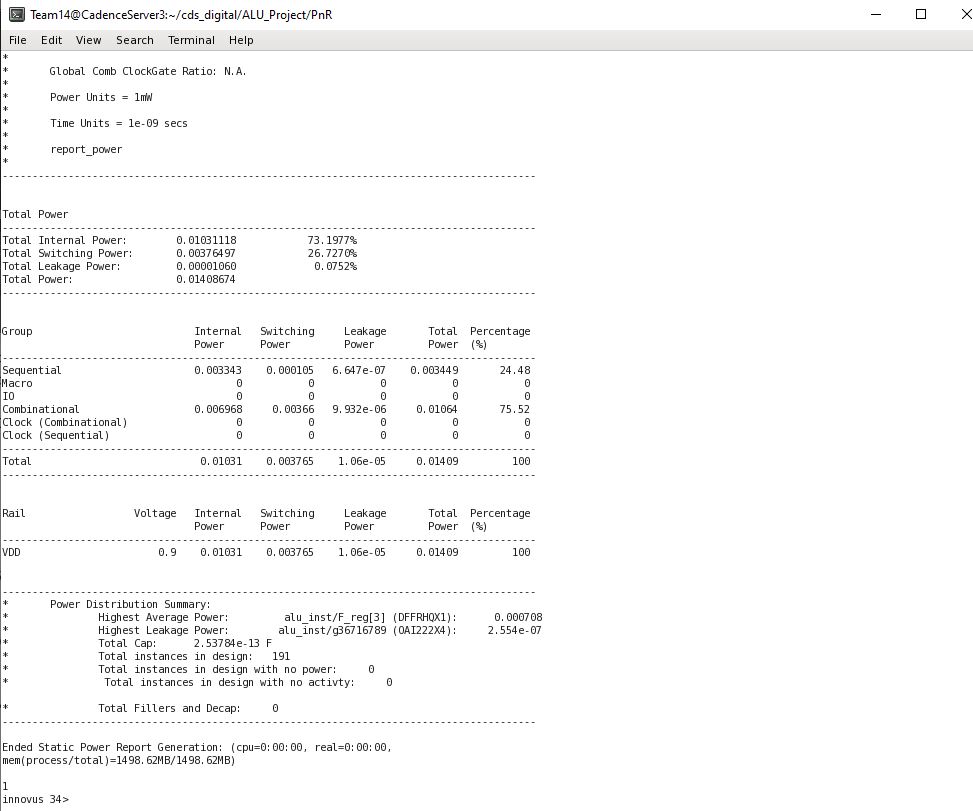 Team14@CadenceServer3:~/cds_digital/ALU_Project/PnR
File Edit View Search Terminal Help
*
* Global Comb ClockGate Ratio: N.A.
*
* Power Units = 1mW
*
* Time Units = 1e-09 secs
*
* report_power
*
-----------------------------------------------------------------------------------------
Total Power
-----------------------------------------------------------------------------------------
Total Internal Power: 0.01031118 73.1977%
Total Switching Power: 0.00376497 26.7270%
Total Leakage Power: 0.00001060 0.0752%
Total Power: 0.01408674
-----------------------------------------------------------------------------------------
Group Internal Switching Leakage Total Percentage
Power Power Power Power (%)
-----------------------------------------------------------------------------------------
Sequential 0.003343 0.000105 6.647e-07 0.003449 24.48
Macro 0 0 0 0 0
IO 0 0 0 0 0
Combinational 0.006968 0.00366 9.932e-06 0.01064 75.52
Clock (Combinational) 0 0 0 0 0
Clock (Sequential) 0 0 0 0 0
-----------------------------------------------------------------------------------------
Total 0.01031 0.003765 1.06e-05 0.01409 100
-----------------------------------------------------------------------------------------
Rail Voltage Internal Switching Leakage Total Percentage
Power Power Power Power (%)
-----------------------------------------------------------------------------------------
VDD 0.9 0.01031 0.003765 1.06e-05 0.01409 100
-----------------------------------------------------------------------------------------
* Power Distribution Summary:
* Highest Average Power: alu_inst/F_reg[3] (DFFRHQX1): 0.000708
* Highest Leakage Power: alu_inst/g36716789 (OAI222X4): 2.554e-07
* Total Cap: 2.53784e-13 F
* Total instances in design: 191
* Total instances in design with no power: 0
* Total instances in design with no activty: 0
* Total Fillers and Decap: 0
-----------------------------------------------------------------------------------------
Ended Static Power Report Generation: (cpu=0:00:00, real=0:00:00,
mem(process/total)=1498.62MB/1498.62MB)
1
innovus 34>